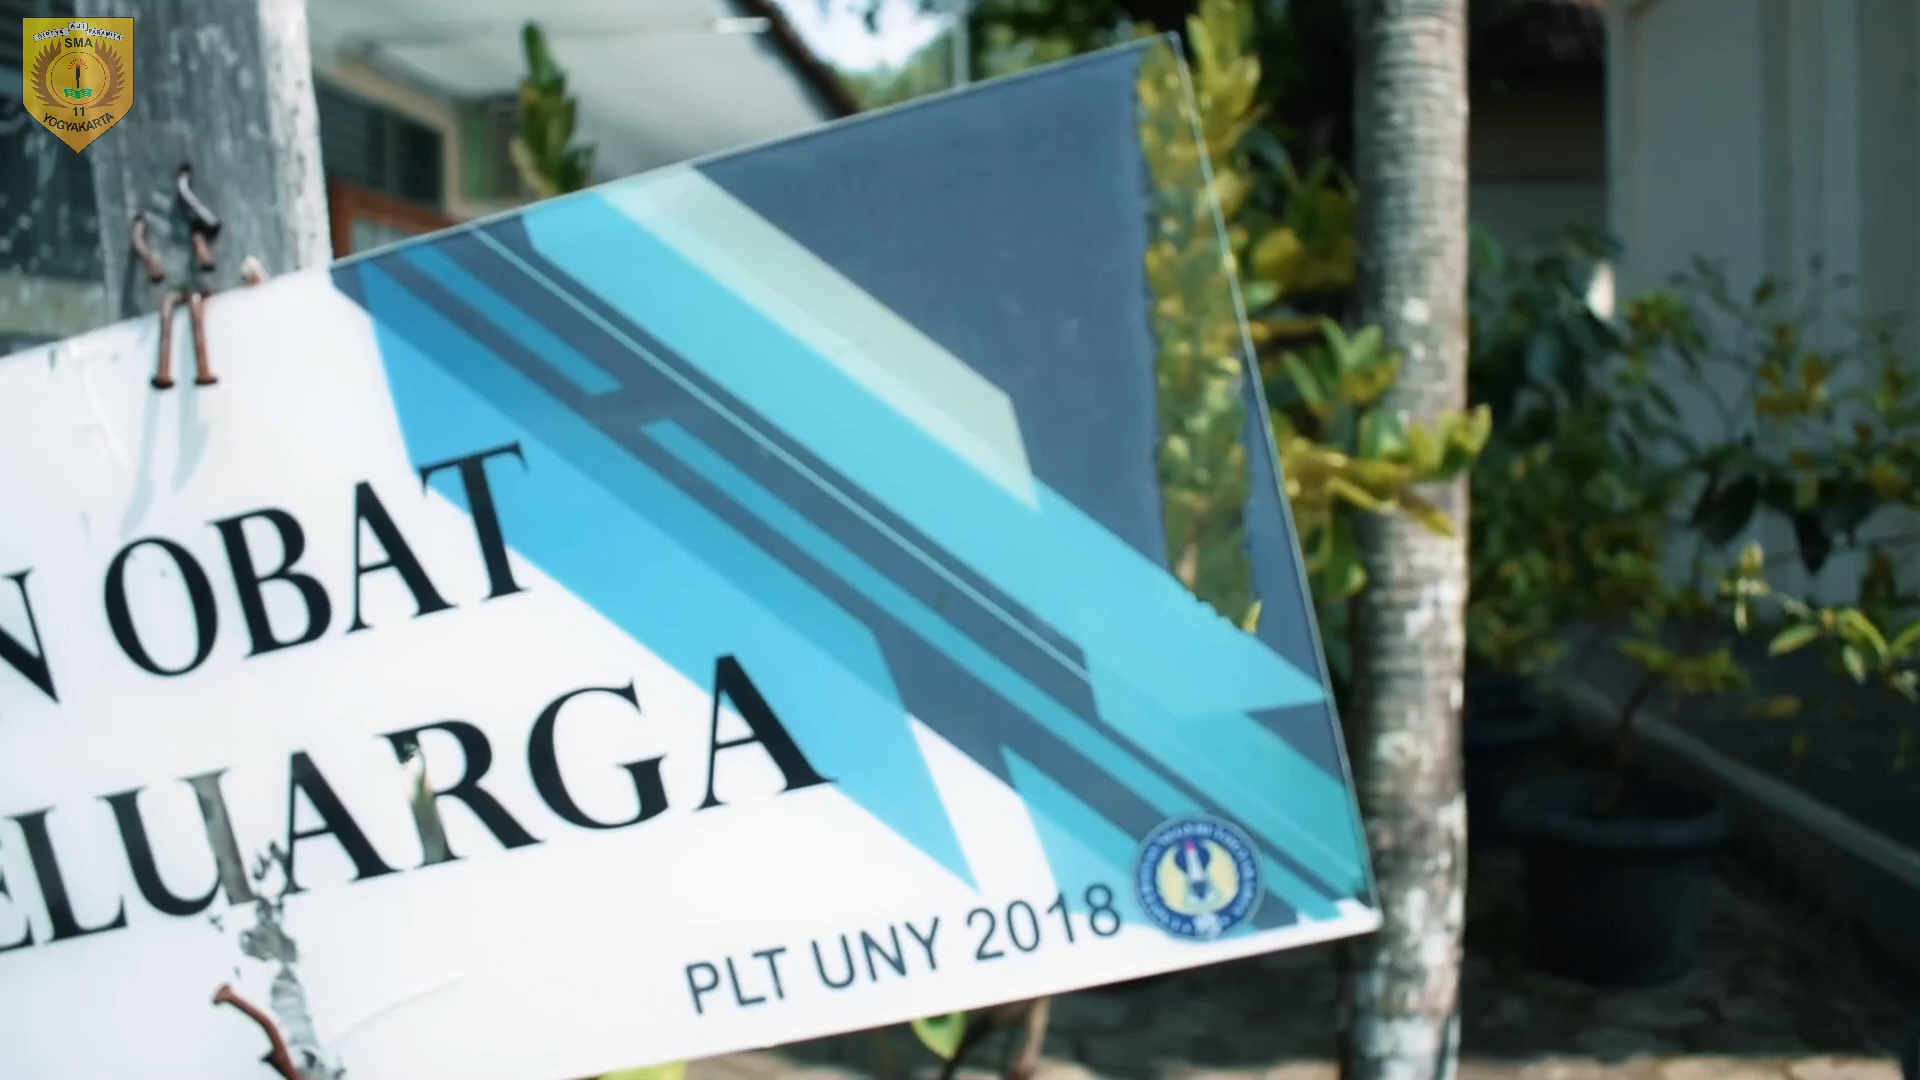 SMA
11
YOGYAKARTA
N OBAT
ELUARGA
PLT UNY 2018